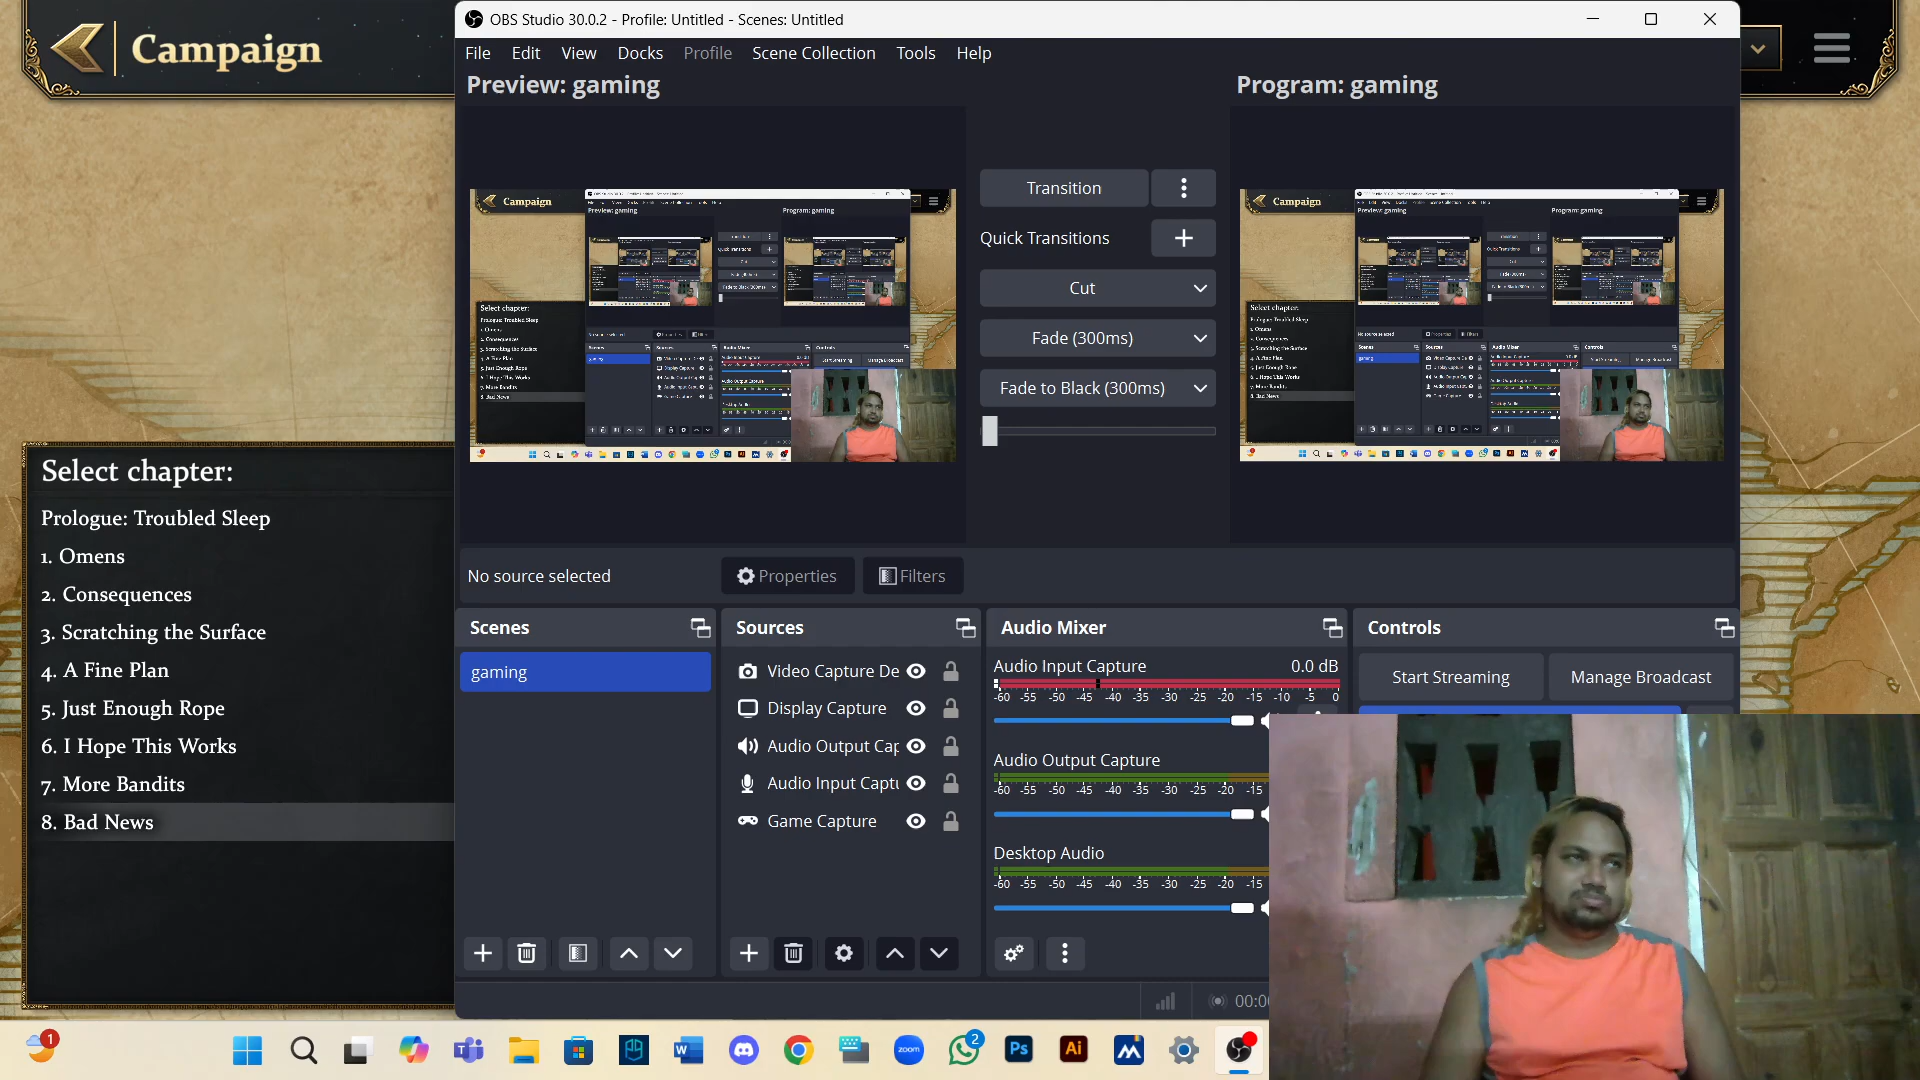 Campaign
OBS Studio 30.0.2 - Profile: Untitled - Scenes: Untitled
File Edit View Docks Profile Scene Collection Tools Help
Preview: gaming
Program: gaming
Transition
Quick Transitions
Cut
Fade (300ms)
Fade to Black (300ms)
Select chapter:
Prologue: Troubled Sleep
1. Omens
2. Consequences
3. Scratching the Surface
4. A Fine Plan
5. Just Enough Rope
6. I Hope This Works
7. More Bandits
8. Bad News
No source selected
Properties
Filters
Scenes
gaming
Sources
Video Capture De
Display Capture
Audio Output Cap
Audio Input Captu
Game Capture
Audio Mixer
Audio Input Capture 0.0 dB
-60 -55 -50 -45 -40 -35 -30 -25 -20 -15 -10 -5 0
Audio Output Capture
-60 -55 -50 -45 -40 -35 -30 -25 -20 -15
Desktop Audio
-60 -55 -50 -45 -40 -35 -30 -25 -20 -15
Controls
Start Streaming
Manage Broadcast
1
W
zoom
2
Ps
Ai